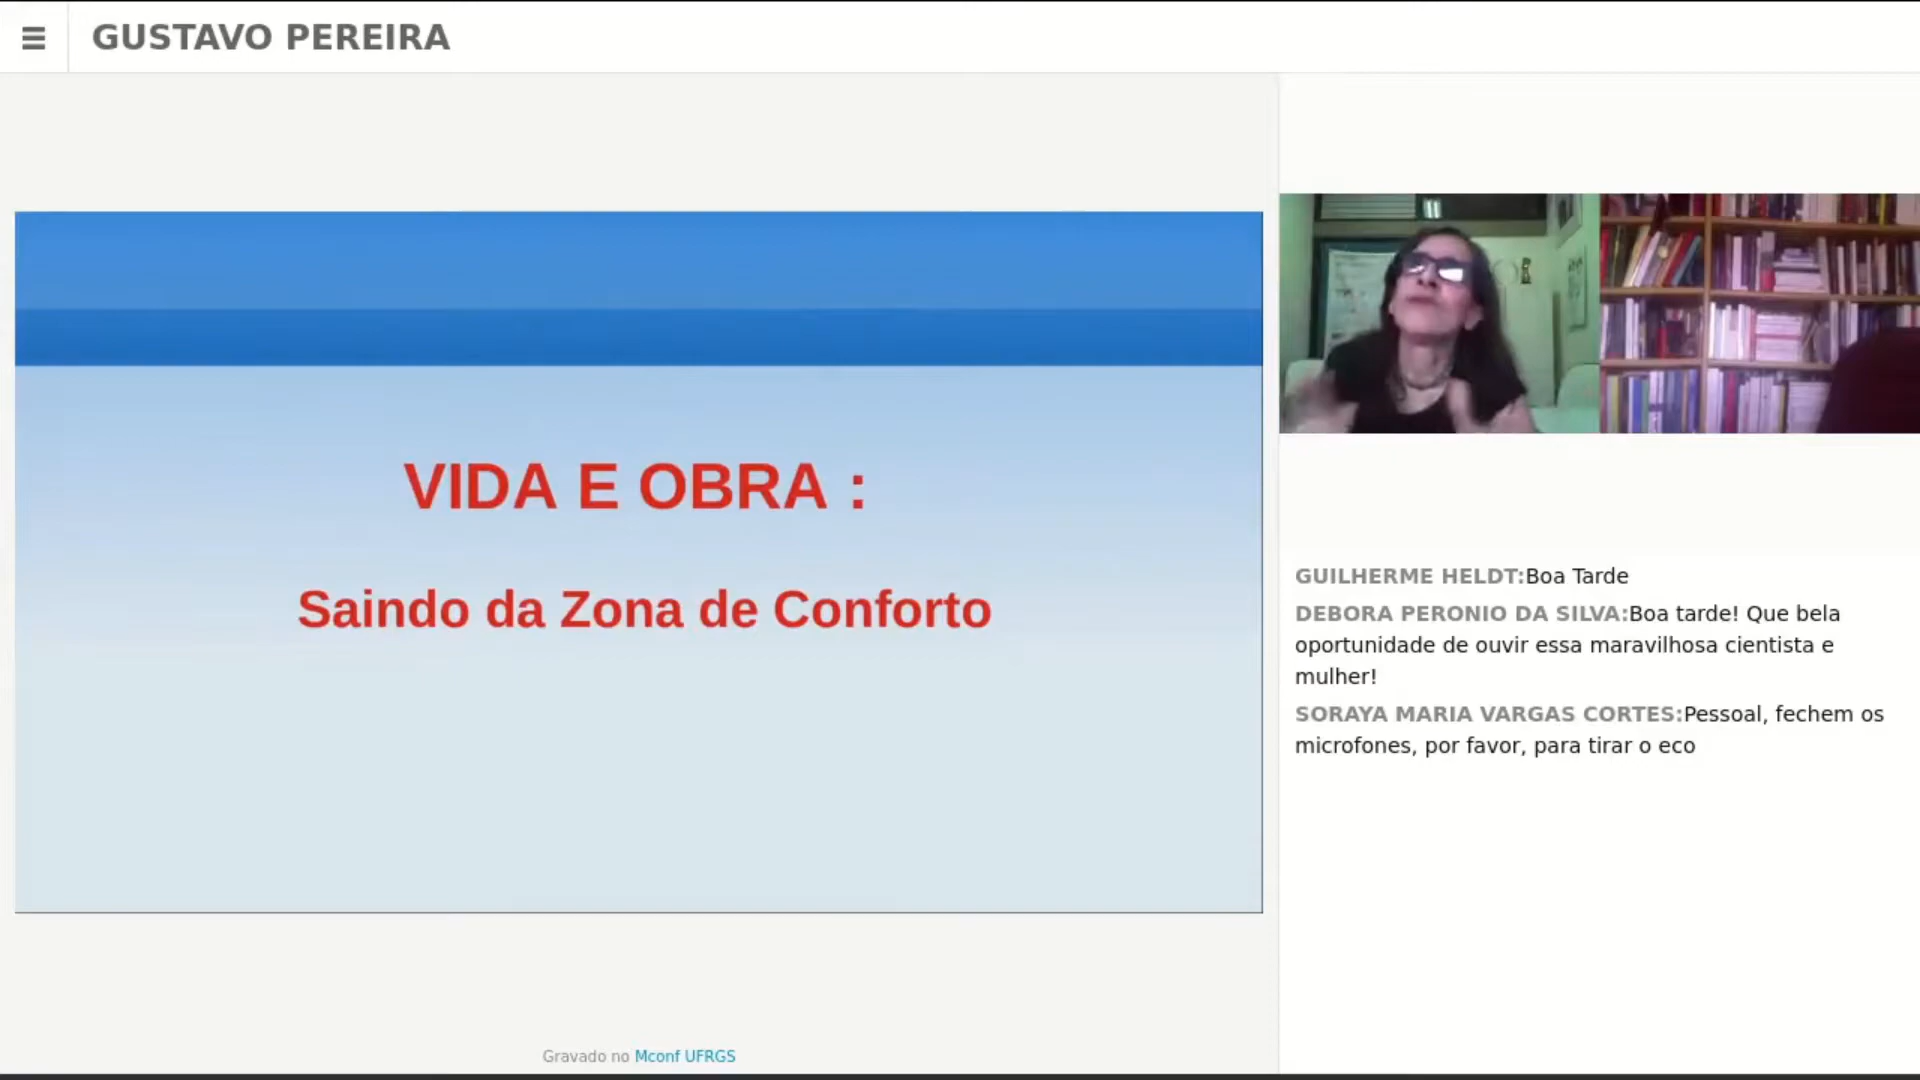 GUSTAVO PEREIRA
VIDA E OBRA :
Saindo da Zona de Conforto
GUILHERME HELDT:Boa Tarde
DEBORA PERONIO DA SILVA:Boa tarde! Que bela
oportunidade de ouvir essa maravilhosa cientista e
mulher!
SORAYA MARIA VARGAS CORTES:Pessoal, fechem os
microfones, por favor, para tirar o eco
Gravado no Mconf UFRGS